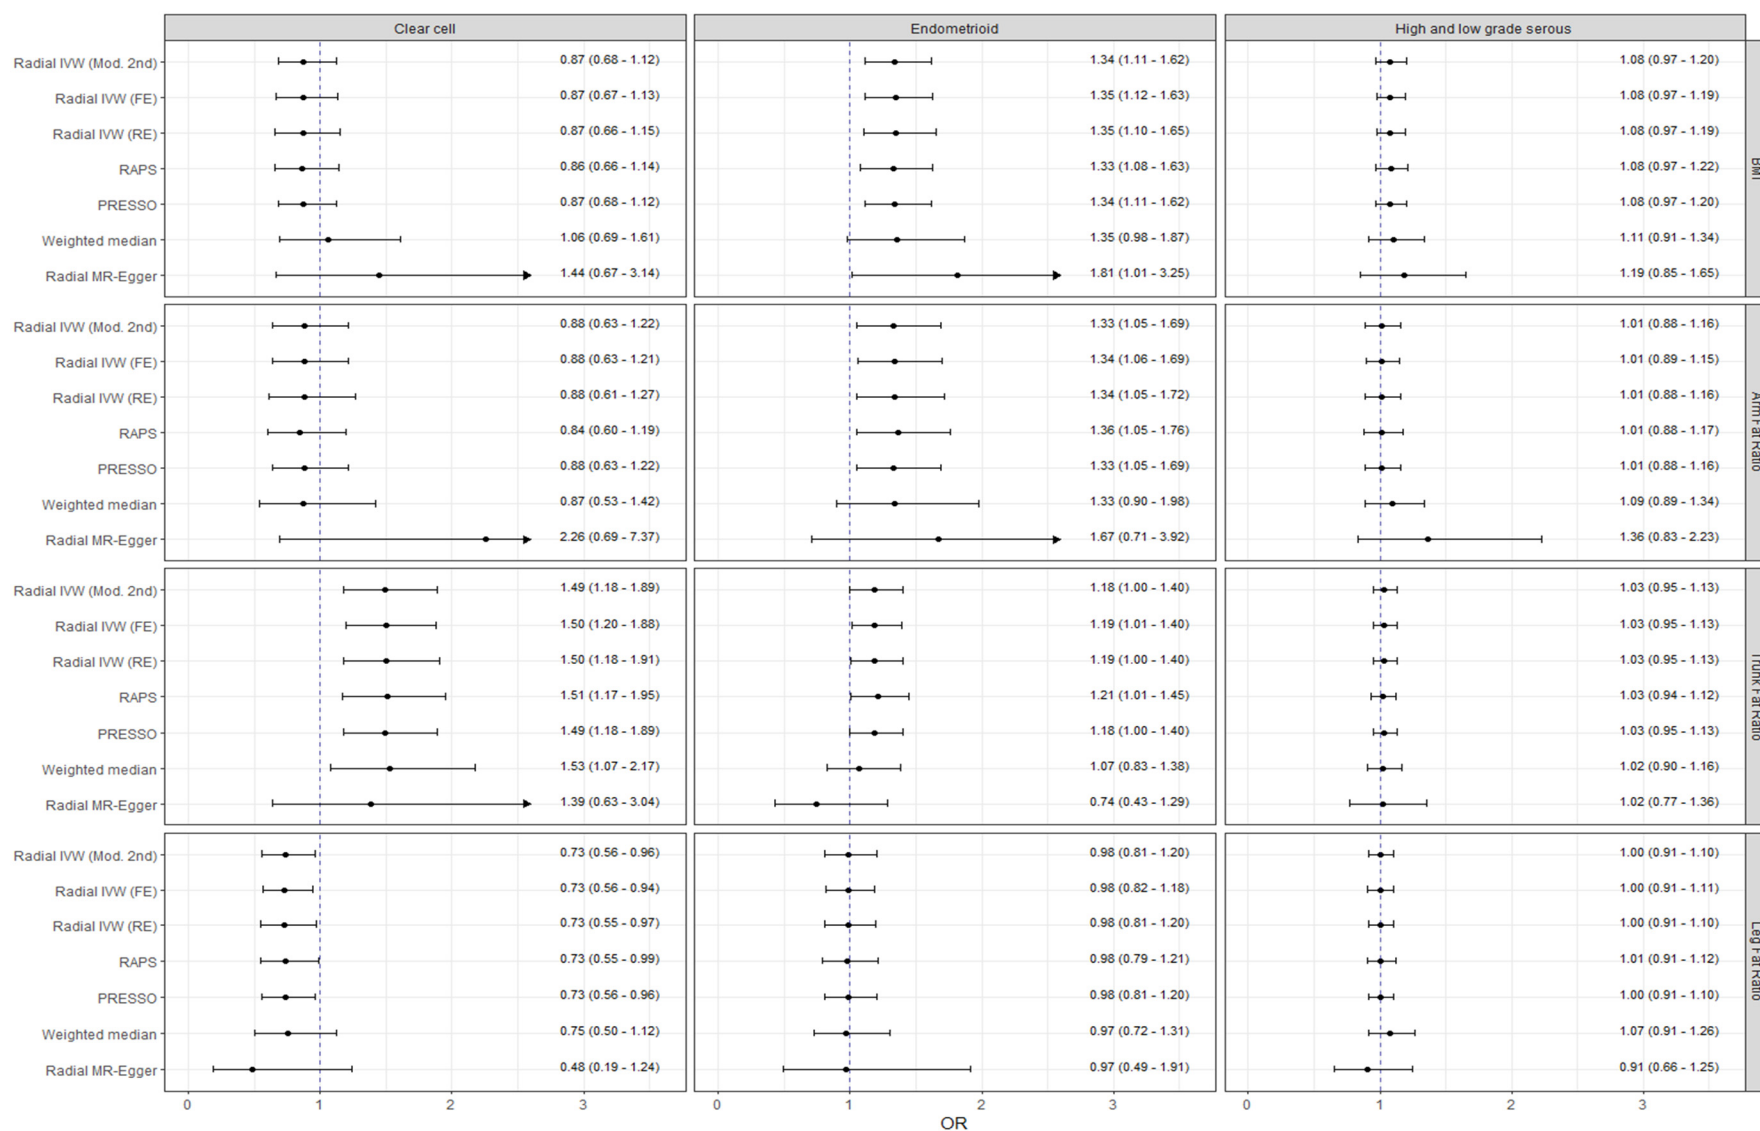 Clear cell Endometrioid High and low grade serous
Radial IVW (Mod. 2nd) 0.87 (0.68 - 1.12) 1.34 (1.11 - 1.62) 1.08 (0.97 - 1.20)
Radial IVW (FE) 0.87 (0.67 - 1.13) 1.35 (1.12 - 1.63) 1.08 (0.97 - 1.19)
Radial IVW (RE) 0.87 (0.66 - 1.15) 1.35 (1.10 - 1.65) 1.08 (0.97 - 1.19)
RAPS 0.86 (0.66 - 1.14) 1.33 (1.08 - 1.63) 1.08 (0.97 - 1.22)
PRESSO 0.87 (0.68 - 1.12) 1.34 (1.11 - 1.62) 1.08 (0.97 - 1.20)
Weighted median 1.06 (0.69 - 1.61) 1.35 (0.98 - 1.87) 1.11 (0.91 - 1.34)
Radial MR-Egger 1.44 (0.67 - 3.14) 1.81 (1.01 - 3.25) 1.19 (0.85 - 1.65)
BMI
Radial IVW (Mod. 2nd) 0.88 (0.63 - 1.22) 1.33 (1.05 - 1.69) 1.01 (0.88 - 1.16)
Radial IVW (FE) 0.88 (0.63 - 1.21) 1.34 (1.06 - 1.69) 1.01 (0.89 - 1.15)
Radial IVW (RE) 0.88 (0.61 - 1.27) 1.34 (1.05 - 1.72) 1.01 (0.88 - 1.16)
RAPS 0.84 (0.60 - 1.19) 1.36 (1.05 - 1.76) 1.01 (0.88 - 1.17)
PRESSO 0.88 (0.63 - 1.22) 1.33 (1.05 - 1.69) 1.01 (0.88 - 1.16)
Weighted median 0.87 (0.53 - 1.42) 1.33 (0.90 - 1.98) 1.09 (0.89 - 1.34)
Radial MR-Egger 2.26 (0.69 - 7.37) 1.67 (0.71 - 3.92) 1.36 (0.83 - 2.23)
Arm Fat Ratio
Radial IVW (Mod. 2nd) 1.49 (1.18 - 1.89) 1.18 (1.00 - 1.40) 1.03 (0.95 - 1.13)
Radial IVW (FE) 1.50 (1.20 - 1.88) 1.19 (1.01 - 1.40) 1.03 (0.95 - 1.13)
Radial IVW (RE) 1.50 (1.18 - 1.91) 1.19 (1.00 - 1.40) 1.03 (0.95 - 1.13)
RAPS 1.51 (1.17 - 1.95) 1.21 (1.01 - 1.45) 1.03 (0.94 - 1.12)
PRESSO 1.49 (1.18 - 1.89) 1.18 (1.00 - 1.40) 1.03 (0.95 - 1.13)
Weighted median 1.53 (1.07 - 2.17) 1.07 (0.83 - 1.38) 1.02 (0.90 - 1.16)
Radial MR-Egger 1.39 (0.63 - 3.04) 0.74 (0.43 - 1.29) 1.02 (0.77 - 1.36)
Trunk Fat Ratio
Radial IVW (Mod. 2nd) 0.73 (0.56 - 0.96) 0.98 (0.81 - 1.20) 1.00 (0.91 - 1.10)
Radial IVW (FE) 0.73 (0.56 - 0.94) 0.98 (0.82 - 1.18) 1.00 (0.91 - 1.11)
Radial IVW (RE) 0.73 (0.55 - 0.97) 0.98 (0.81 - 1.20) 1.00 (0.91 - 1.10)
RAPS 0.73 (0.55 - 0.99) 0.98 (0.79 - 1.21) 1.01 (0.91 - 1.12)
PRESSO 0.73 (0.56 - 0.96) 0.98 (0.81 - 1.20) 1.00 (0.91 - 1.10)
Weighted median 0.75 (0.50 - 1.12) 0.97 (0.72 - 1.31) 1.07 (0.91 - 1.26)
Radial MR-Egger 0.48 (0.19 - 1.24) 0.97 (0.49 - 1.91) 0.91 (0.66 - 1.25)
Leg Fat Ratio
0 1 2 3 0 1 2 3 0 1 2 3
OR